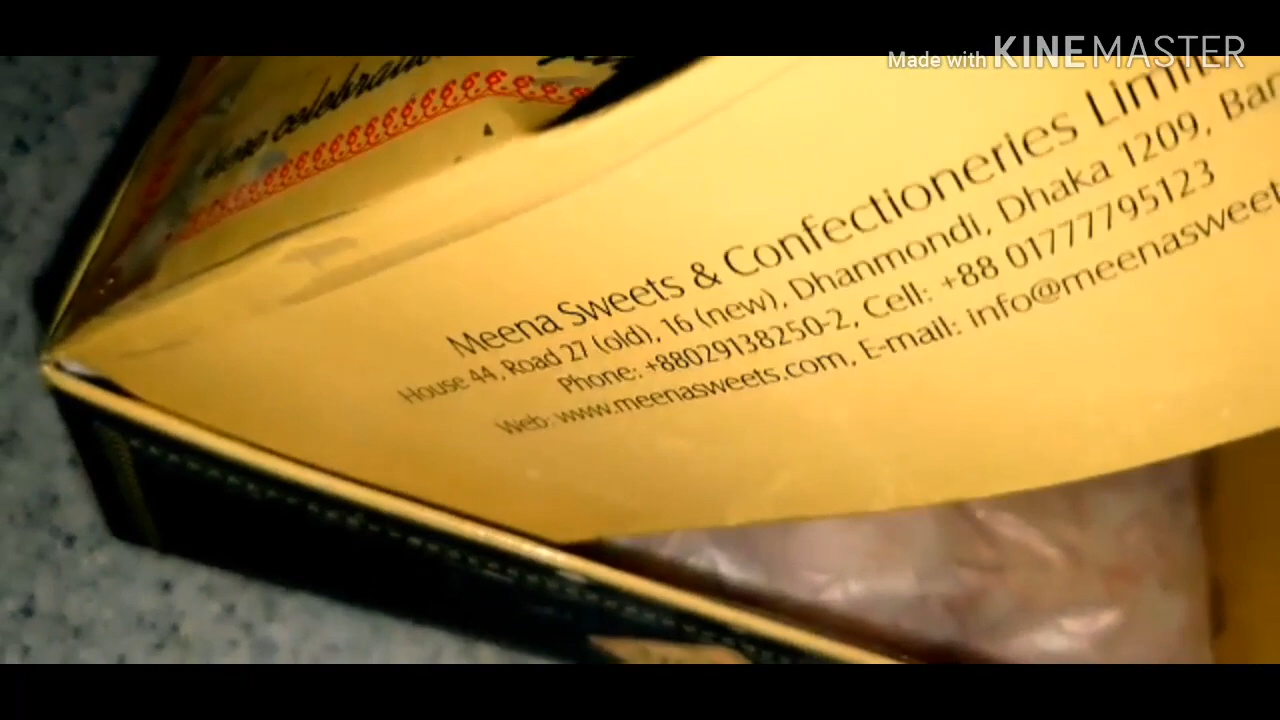 Made with KINEMASTER
celebration
Meena Sweets & Confectioneries Limi
House 44, Road 27 (old), 16 (new), Dhanmondi, Dhaka 1209, Ban
Phone: +88029138250-2, Cell: +88 01777795123
Web: www.meenasweets.com, E-mail: info@meenasweet